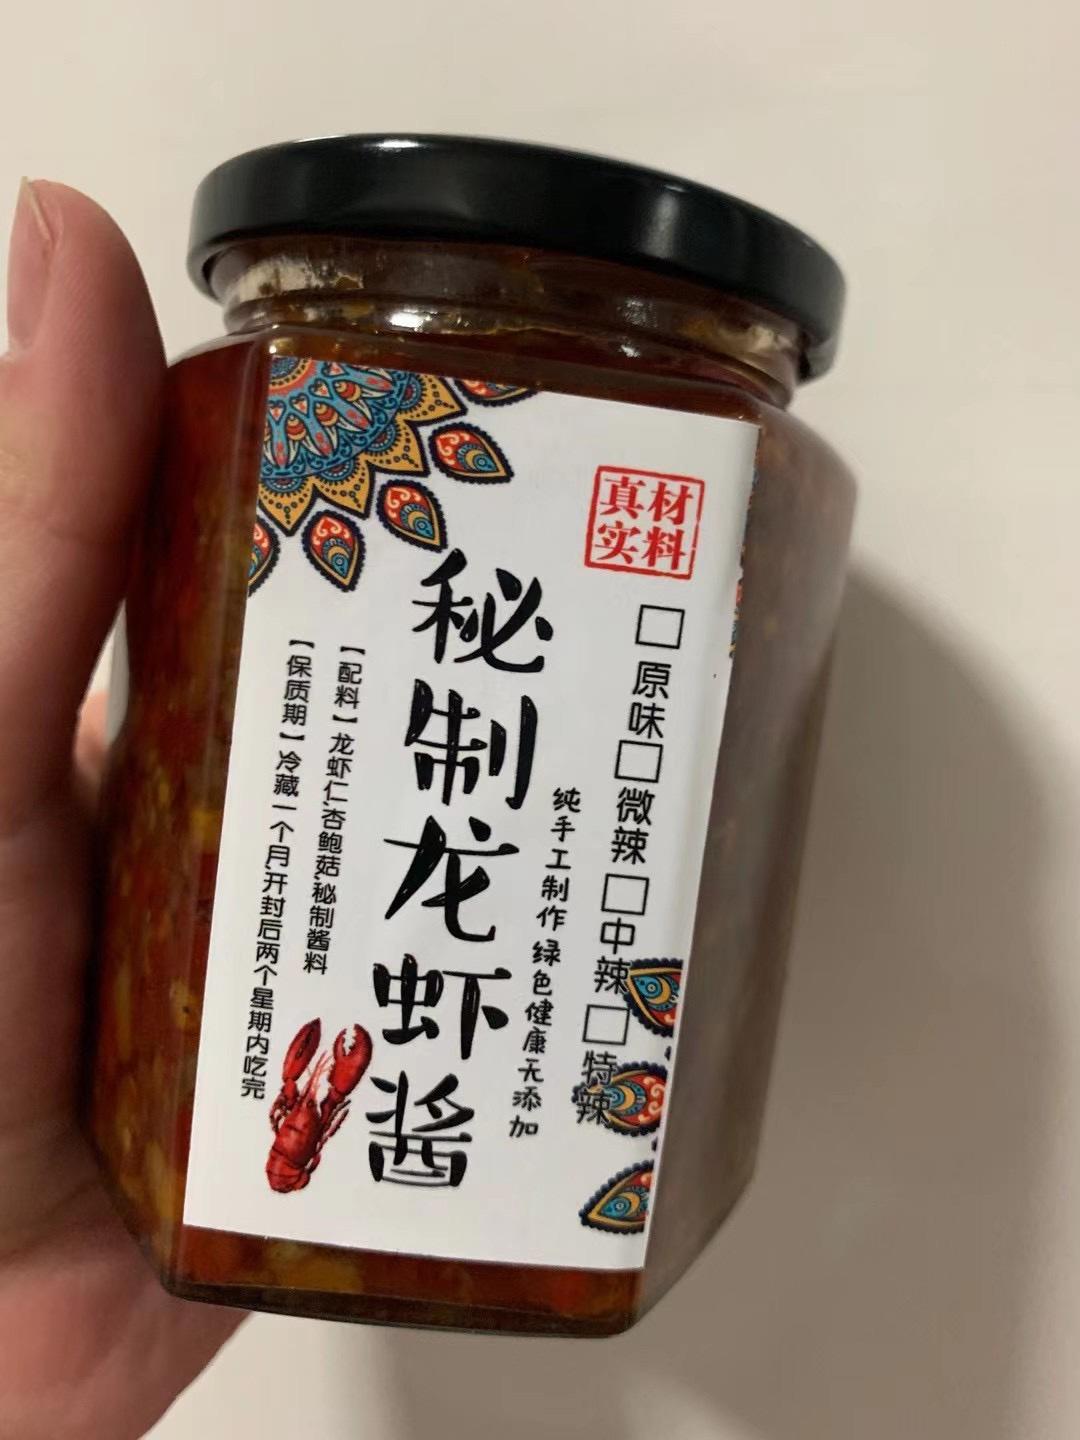 真材
实料
□原味□微辣□中辣□特辣
纯手工制作 绿色健康无添加
秘制龙虾酱
【配料】龙虾仁、杏鲍菇、秘制酱料
【保质期】冷藏一个月,开封后两个星期内吃完